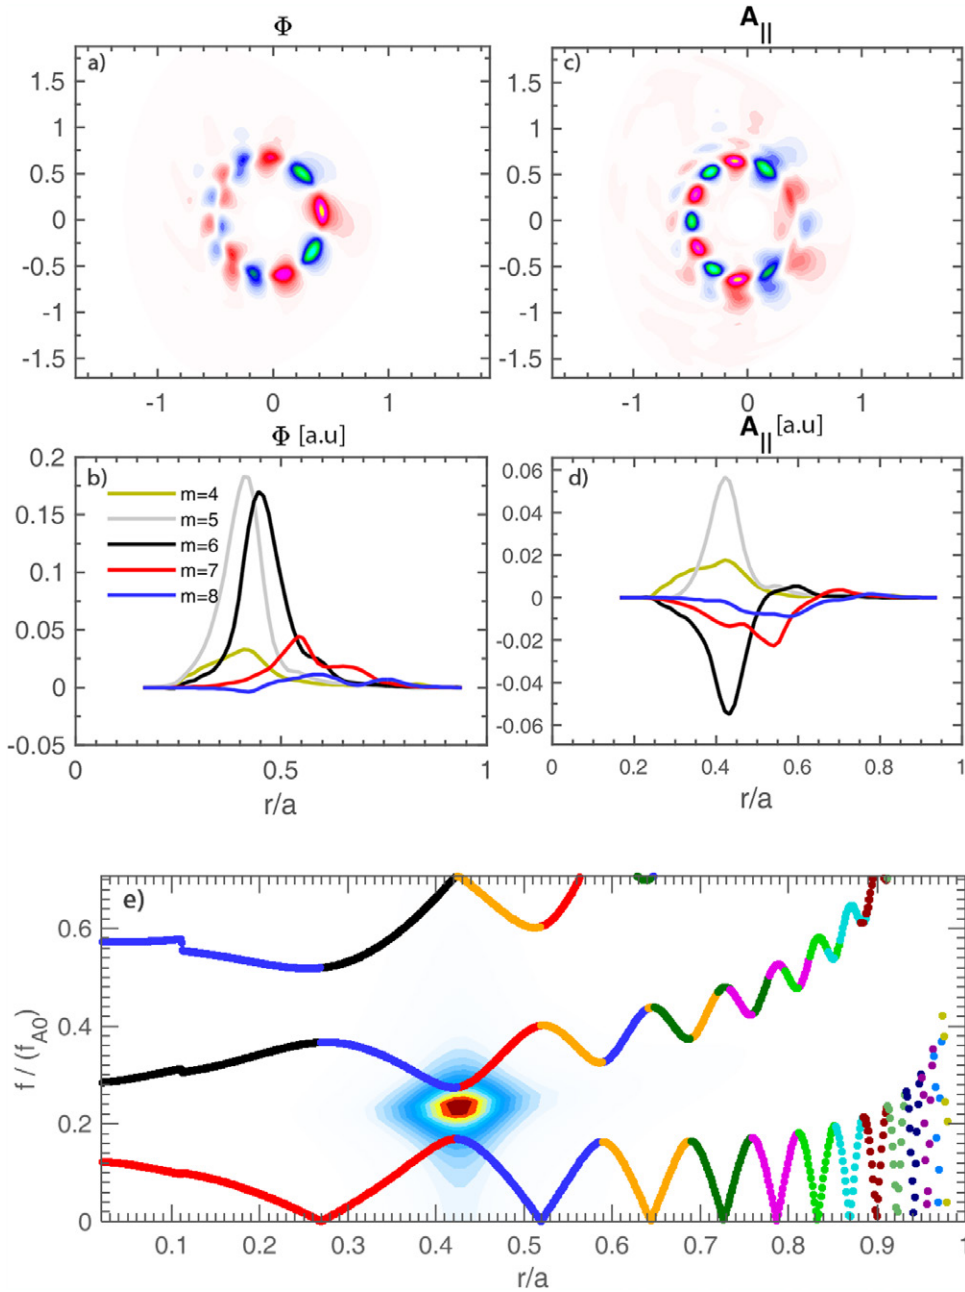 Φ
A||
a)
c)
1.5
1
0.5
0
-0.5
-1
-1.5
-1 0 1
1.5
1
0.5
0
-0.5
-1
-1.5
-1 0 1
Φ [a.u]
A|| [a.u]
b)
m=4
m=5
m=6
m=7
m=8
0.2
0.15
0.1
0.05
0
-0.05
0 0.5 1
r/a
d)
0.06
0.04
0.02
0
-0.02
-0.04
-0.06
0 0.2 0.4 0.6 0.8 1
r/a
e)
f / (fA0)
0.6
0.4
0.2
0
0.1 0.2 0.3 0.4 0.5 0.6 0.7 0.8 0.9 1
r/a